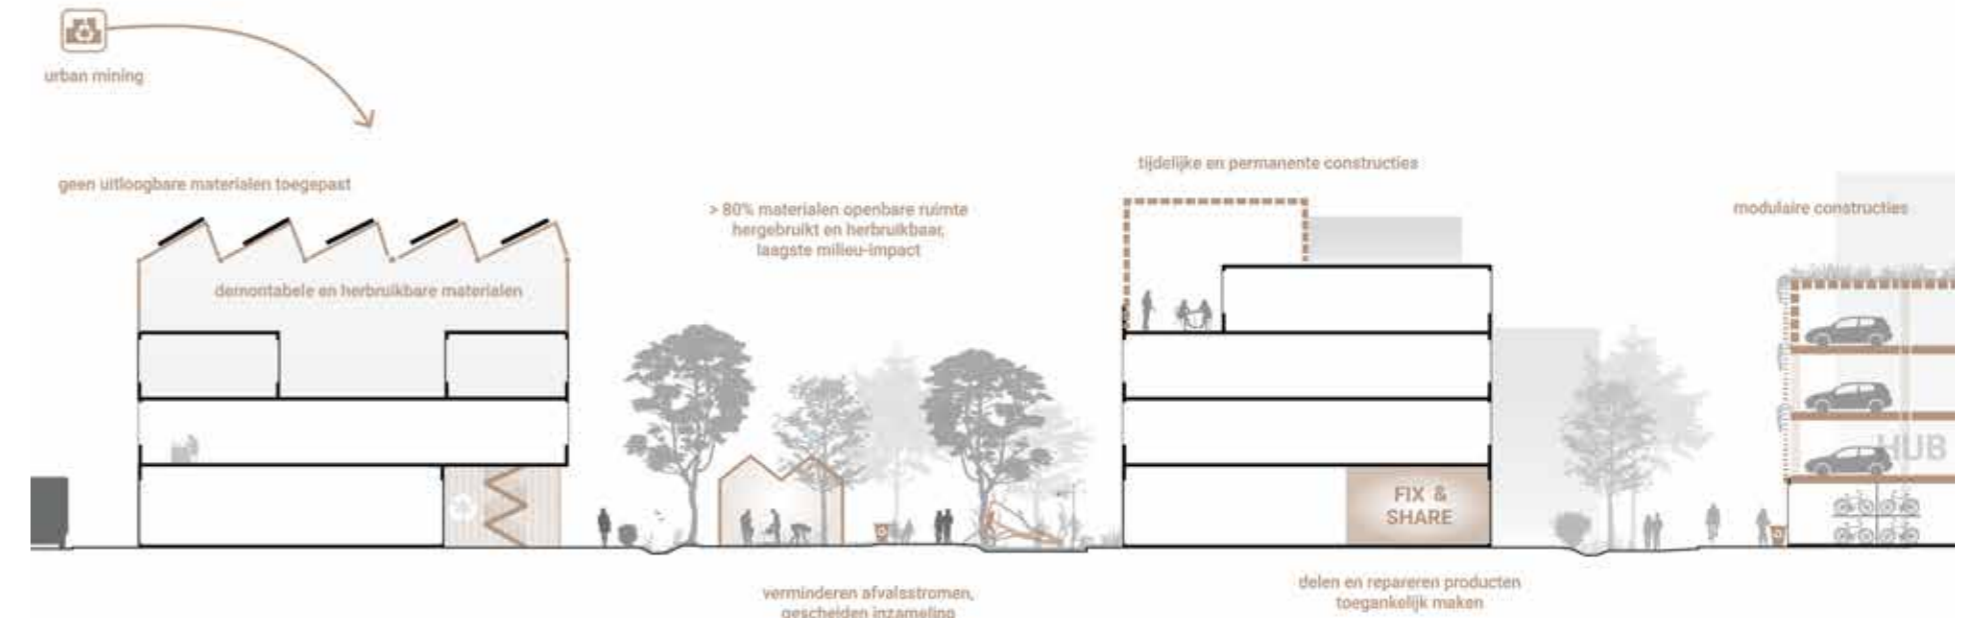 urban mining
geen uitloogbare materialen toegepast
demontabele en herbruikbare materialen
> 80% materialen openbare ruimte
hergebruikt en herbruikbaar,
laagste milieu-impact
tijdelijke en permanente constructies
modulaire constructies
HUB
FIX &
SHARE
verminderen afvalsstromen,
gescheiden inzameling
delen en repareren producten
toegankelijk maken